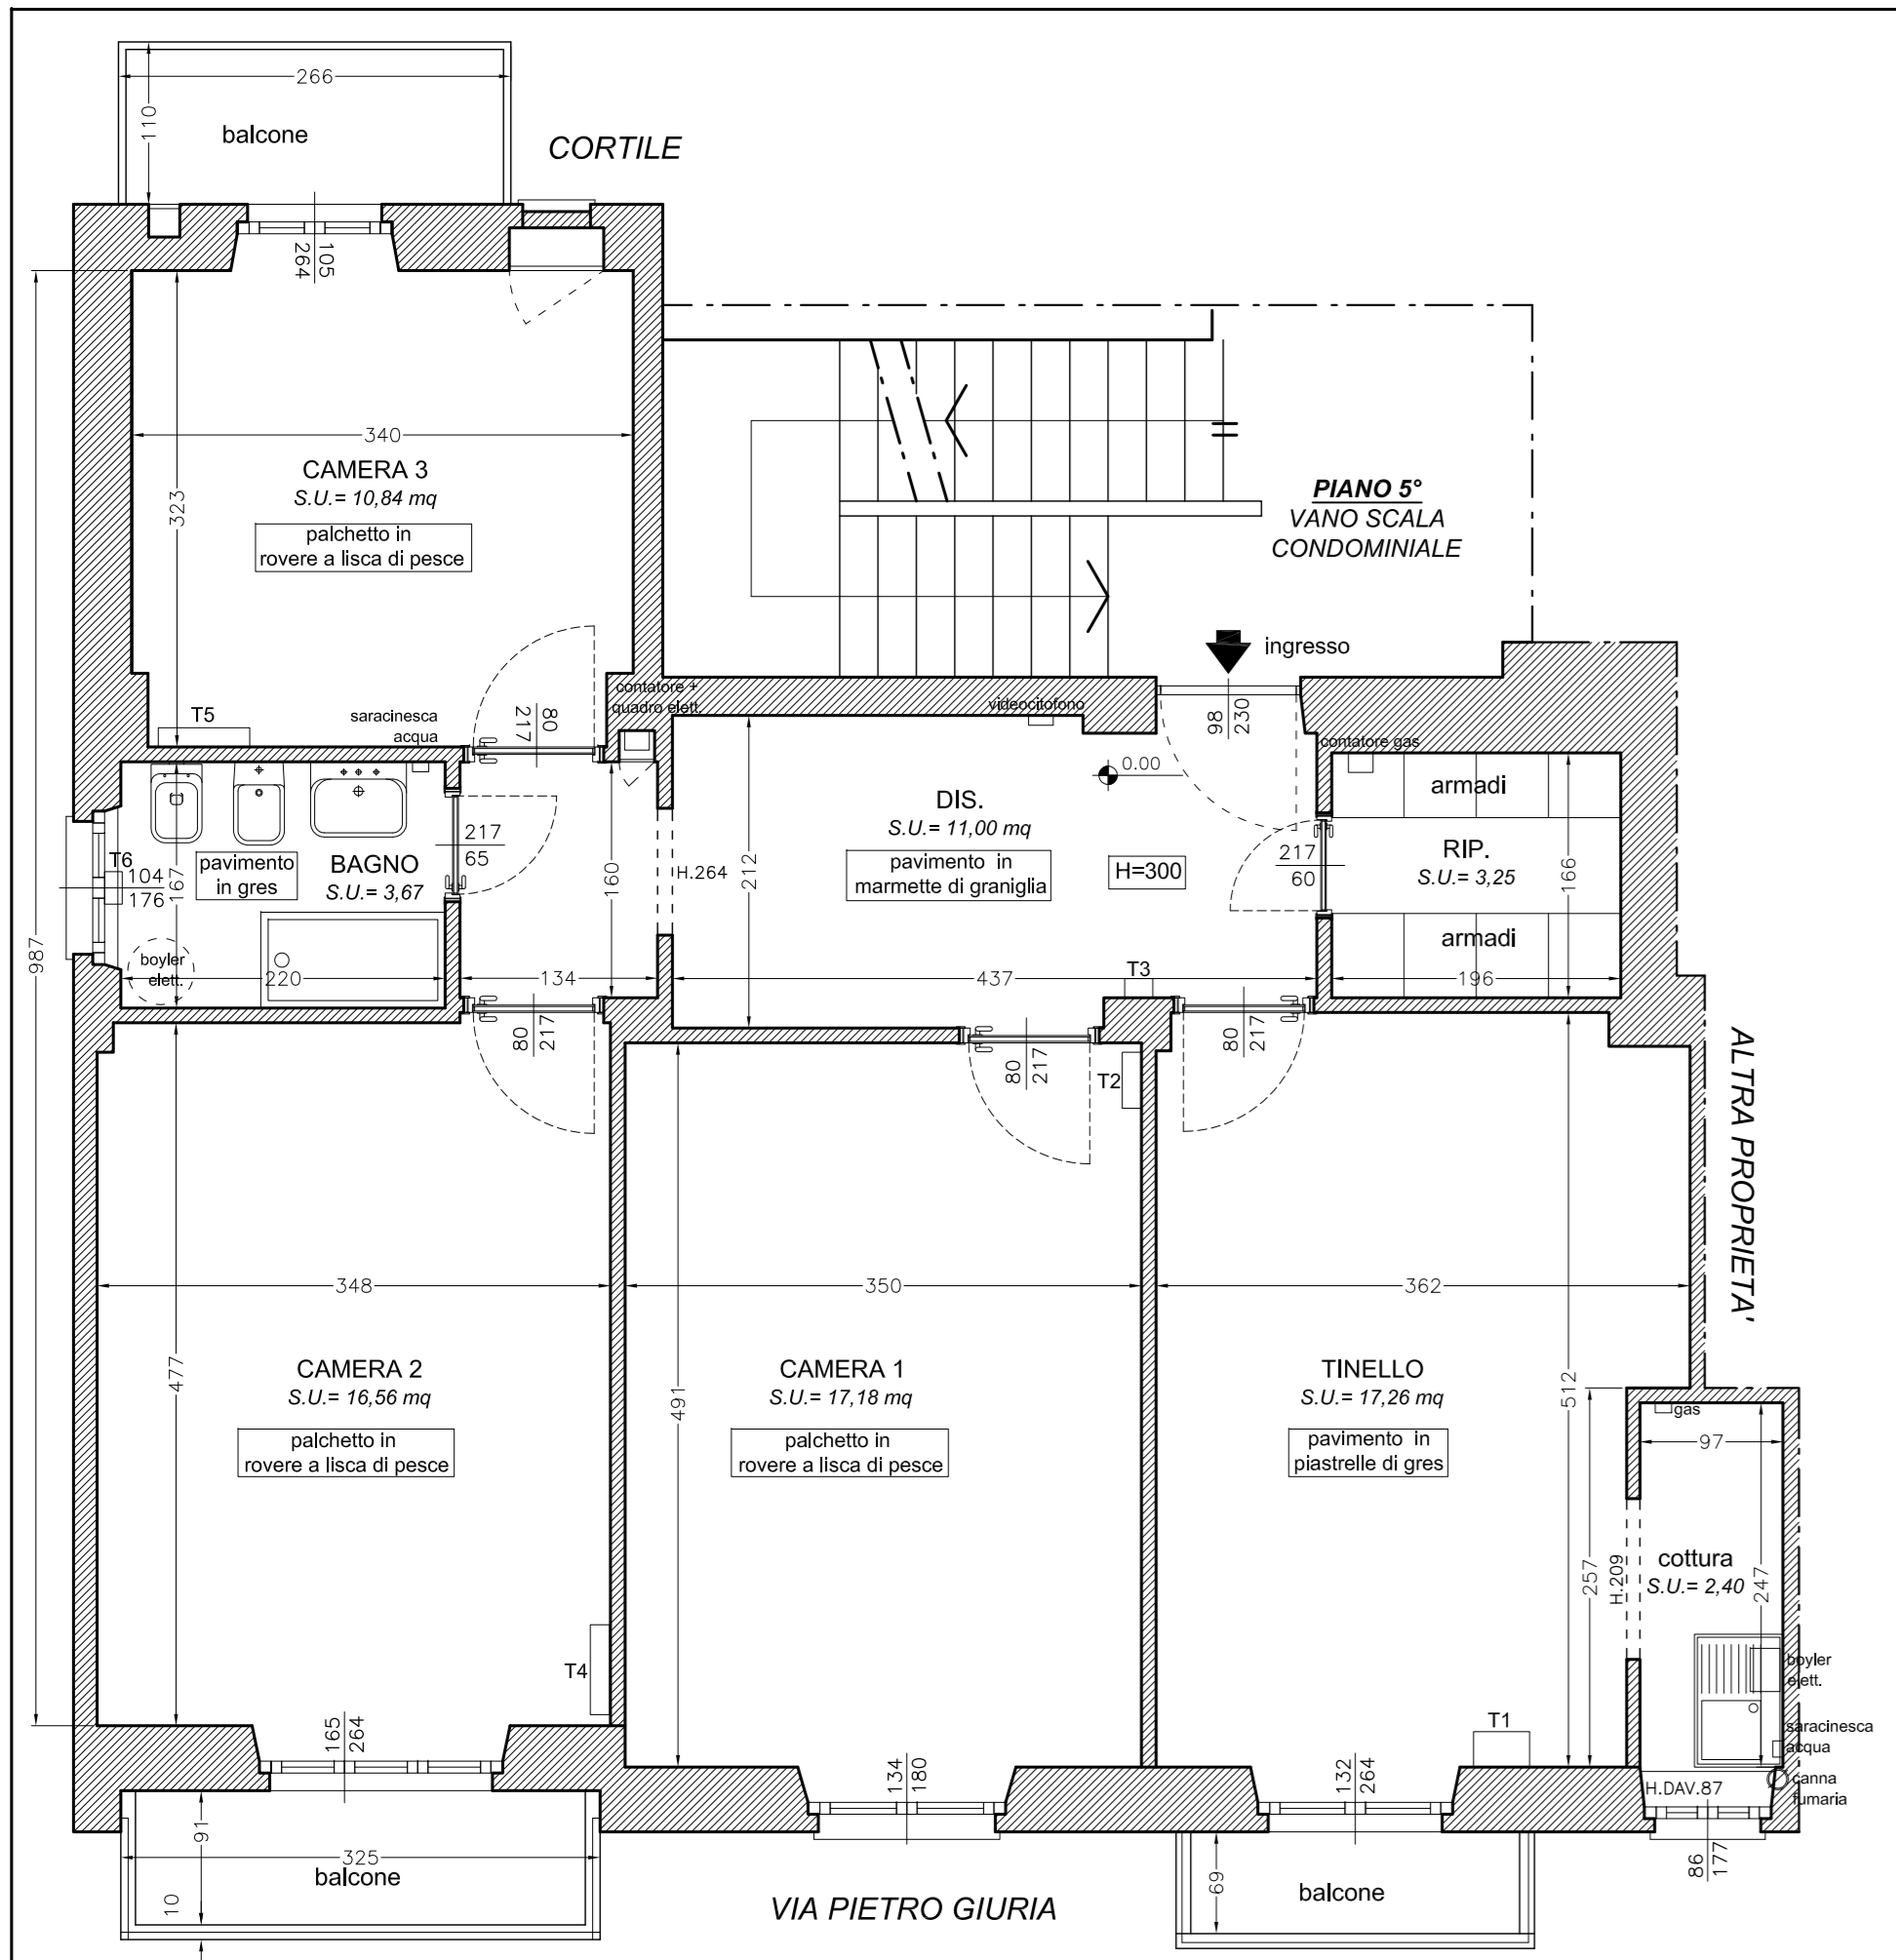 266
110
balcone
CORTILE
105
264
340
CAMERA 3
S.U.= 10,84 mq
323
palchetto in
rovere a lisca di pesce
PIANO 5°
VANO SCALA
CONDOMINIALE
ingresso
T5
saracinesca
acqua
80
217
contatore +
quadro elett.
videocitofono
98
230
contatore gas
0.00
armadi
DIS.
S.U.= 11,00 mq
pavimento in
marmette di graniglia
H=300
H.264
212
217
60
RIP.
S.U.= 3,25
166
armadi
196
T6
104
176
167
pavimento
in gres
BAGNO
S.U.= 3,67
217
65
160
boyler
elett.
220
134
437
T3
987
80
217
80
217
T2
80
217
ALTRA PROPRIETA'
348
350
362
477
CAMERA 2
S.U.= 16,56 mq
palchetto in
rovere a lisca di pesce
491
CAMERA 1
S.U.= 17,18 mq
palchetto in
rovere a lisca di pesce
TINELLO
S.U.= 17,26 mq
pavimento in
piastrelle di gres
512
gas
97
257
H.209
cottura
S.U.= 2,40
247
boyler
elett.
saracinesca
acqua
canna
fumaria
H.DAV.87
T4
T1
165
264
134
180
132
264
86
177
91
325
balcone
10
VIA PIETRO GIURIA
69
balcone